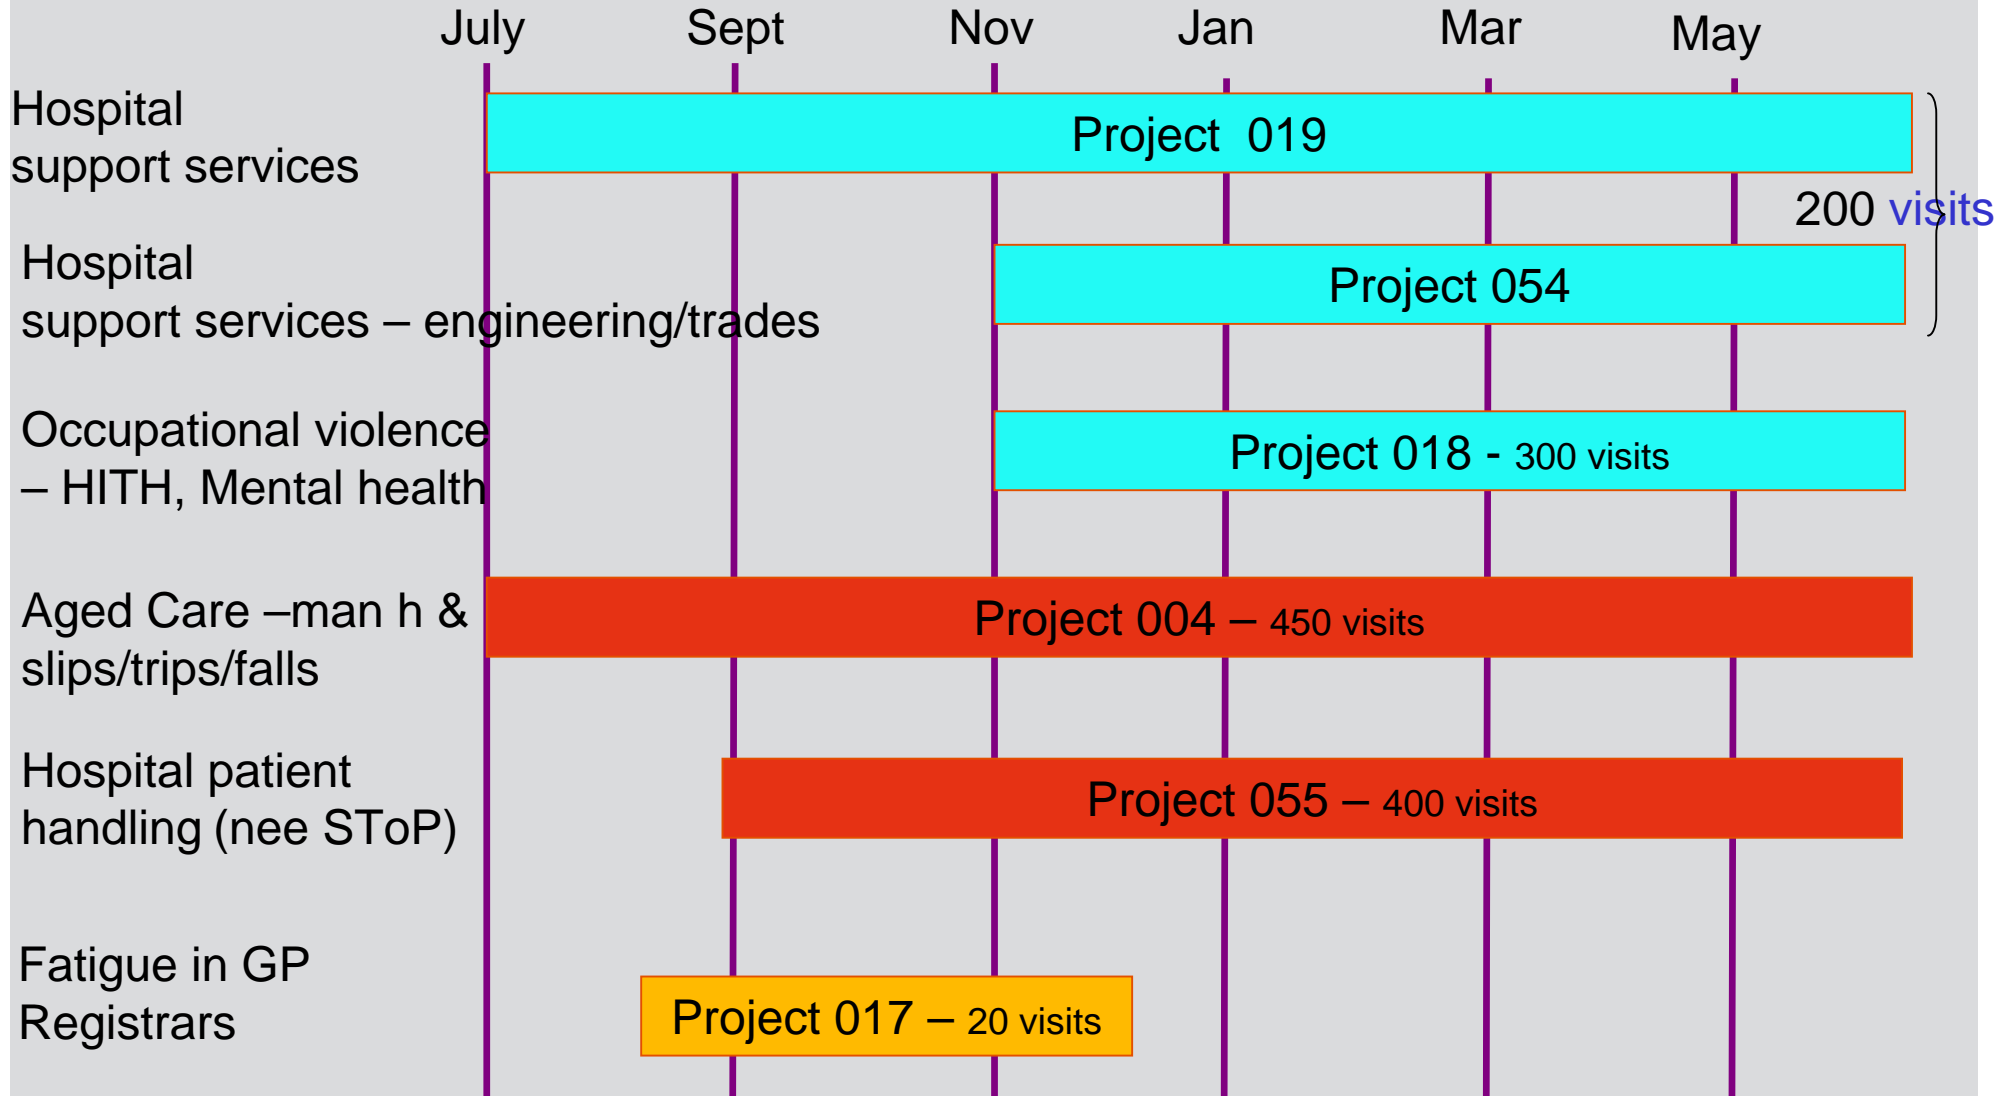 July Sept Nov Jan Mar May
Hospital
support services
Project 019
200 visits
Hospital
support services – engineering/trades
Project 054
Occupational violence
– HITH, Mental health
Project 018 - 300 visits
Aged Care –man h &
slips/trips/falls
Project 004 – 450 visits
Hospital patient
handling (nee SToP)
Project 055 – 400 visits
Fatigue in GP
Registrars
Project 017 – 20 visits